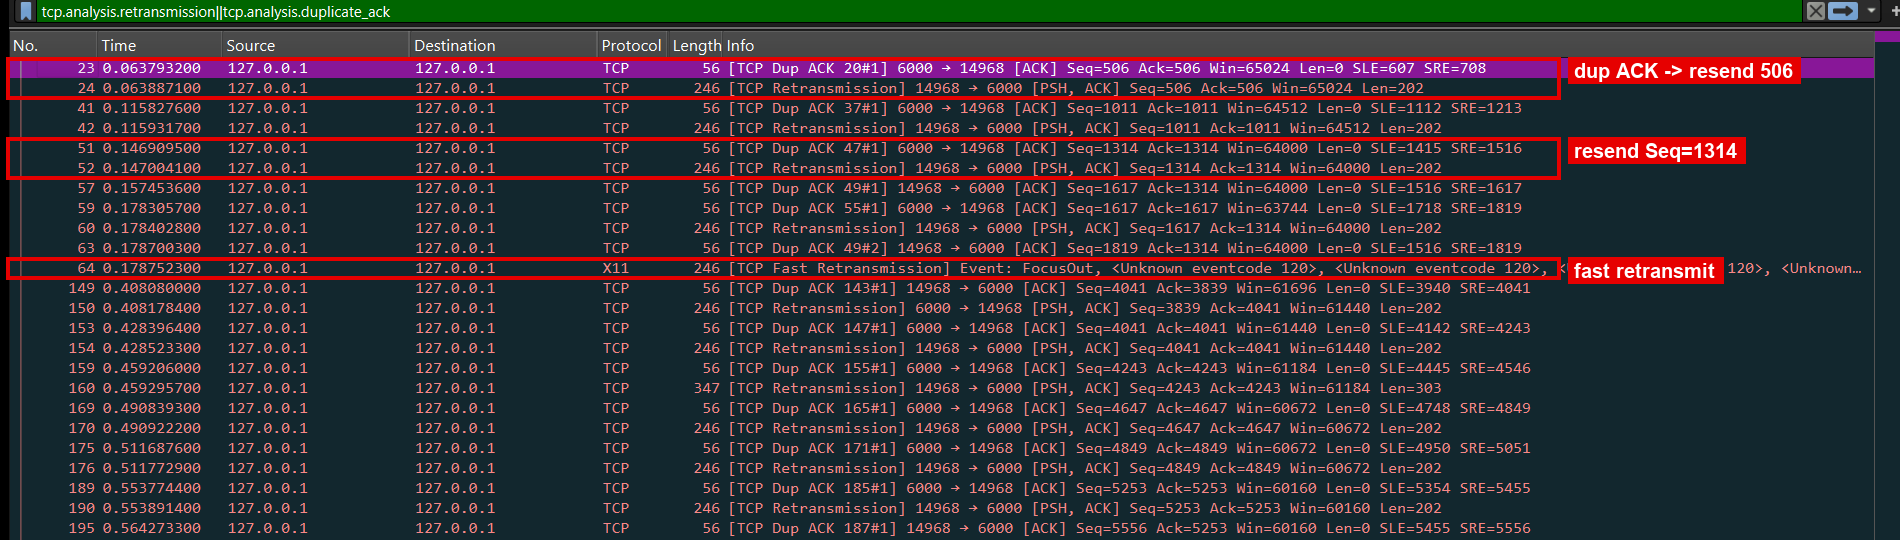 tcp.analysis.retransmission||tcp.analysis.duplicate_ack
No. Time Source Destination Protocol Length Info
23 0.063793200 127.0.0.1 127.0.0.1 TCP 56 [TCP Dup ACK 20#1] 6000 → 14968 [ACK] Seq=506 Ack=506 Win=65024 Len=0 SLE=607 SRE=708 dup ACK -> resend 506
24 0.063887100 127.0.0.1 127.0.0.1 TCP 246 [TCP Retransmission] 14968 → 6000 [PSH, ACK] Seq=506 Ack=506 Win=65024 Len=202
41 0.115827600 127.0.0.1 127.0.0.1 TCP 56 [TCP Dup ACK 37#1] 6000 → 14968 [ACK] Seq=1011 Ack=1011 Win=64512 Len=0 SLE=1112 SRE=1213
42 0.115931700 127.0.0.1 127.0.0.1 TCP 246 [TCP Retransmission] 14968 → 6000 [PSH, ACK] Seq=1011 Ack=1011 Win=64512 Len=202
51 0.146909500 127.0.0.1 127.0.0.1 TCP 56 [TCP Dup ACK 47#1] 6000 → 14968 [ACK] Seq=1314 Ack=1314 Win=64000 Len=0 SLE=1415 SRE=1516 resend Seq=1314
52 0.147004100 127.0.0.1 127.0.0.1 TCP 246 [TCP Retransmission] 14968 → 6000 [PSH, ACK] Seq=1314 Ack=1314 Win=64000 Len=202
57 0.157453600 127.0.0.1 127.0.0.1 TCP 56 [TCP Dup ACK 49#1] 14968 → 6000 [ACK] Seq=1617 Ack=1314 Win=64000 Len=0 SLE=1516 SRE=1617
59 0.178305700 127.0.0.1 127.0.0.1 TCP 56 [TCP Dup ACK 55#1] 6000 → 14968 [ACK] Seq=1617 Ack=1617 Win=63744 Len=0 SLE=1718 SRE=1819
60 0.178402800 127.0.0.1 127.0.0.1 TCP 246 [TCP Retransmission] 14968 → 6000 [PSH, ACK] Seq=1617 Ack=1314 Win=64000 Len=202
63 0.178700300 127.0.0.1 127.0.0.1 TCP 56 [TCP Dup ACK 49#2] 14968 → 6000 [ACK] Seq=1819 Ack=1314 Win=64000 Len=0 SLE=1516 SRE=1819
64 0.178752300 127.0.0.1 127.0.0.1 X11 246 [TCP Fast Retransmission] Event: FocusOut, <Unknown eventcode 120>, <Unknown eventcode 120>, < fast retransmit 120>, <Unknown…
149 0.408080000 127.0.0.1 127.0.0.1 TCP 56 [TCP Dup ACK 143#1] 14968 → 6000 [ACK] Seq=4041 Ack=3839 Win=61696 Len=0 SLE=3940 SRE=4041
150 0.408178400 127.0.0.1 127.0.0.1 TCP 246 [TCP Retransmission] 6000 → 14968 [PSH, ACK] Seq=3839 Ack=4041 Win=61440 Len=202
153 0.428396400 127.0.0.1 127.0.0.1 TCP 56 [TCP Dup ACK 147#1] 6000 → 14968 [ACK] Seq=4041 Ack=4041 Win=61440 Len=0 SLE=4142 SRE=4243
154 0.428523300 127.0.0.1 127.0.0.1 TCP 246 [TCP Retransmission] 14968 → 6000 [PSH, ACK] Seq=4041 Ack=4041 Win=61440 Len=202
159 0.459206000 127.0.0.1 127.0.0.1 TCP 56 [TCP Dup ACK 155#1] 6000 → 14968 [ACK] Seq=4243 Ack=4243 Win=61184 Len=0 SLE=4445 SRE=4546
160 0.459295700 127.0.0.1 127.0.0.1 TCP 347 [TCP Retransmission] 14968 → 6000 [PSH, ACK] Seq=4243 Ack=4243 Win=61184 Len=303
169 0.490839300 127.0.0.1 127.0.0.1 TCP 56 [TCP Dup ACK 165#1] 6000 → 14968 [ACK] Seq=4647 Ack=4647 Win=60672 Len=0 SLE=4748 SRE=4849
170 0.490922200 127.0.0.1 127.0.0.1 TCP 246 [TCP Retransmission] 14968 → 6000 [PSH, ACK] Seq=4647 Ack=4647 Win=60672 Len=202
175 0.511687600 127.0.0.1 127.0.0.1 TCP 56 [TCP Dup ACK 171#1] 6000 → 14968 [ACK] Seq=4849 Ack=4849 Win=60672 Len=0 SLE=4950 SRE=5051
176 0.511772900 127.0.0.1 127.0.0.1 TCP 246 [TCP Retransmission] 14968 → 6000 [PSH, ACK] Seq=4849 Ack=4849 Win=60672 Len=202
189 0.553774400 127.0.0.1 127.0.0.1 TCP 56 [TCP Dup ACK 185#1] 6000 → 14968 [ACK] Seq=5253 Ack=5253 Win=60160 Len=0 SLE=5354 SRE=5455
190 0.553891400 127.0.0.1 127.0.0.1 TCP 246 [TCP Retransmission] 14968 → 6000 [PSH, ACK] Seq=5253 Ack=5253 Win=60160 Len=202
195 0.564273300 127.0.0.1 127.0.0.1 TCP 56 [TCP Dup ACK 187#1] 14968 → 6000 [ACK] Seq=5556 Ack=5253 Win=60160 Len=0 SLE=5455 SRE=5556